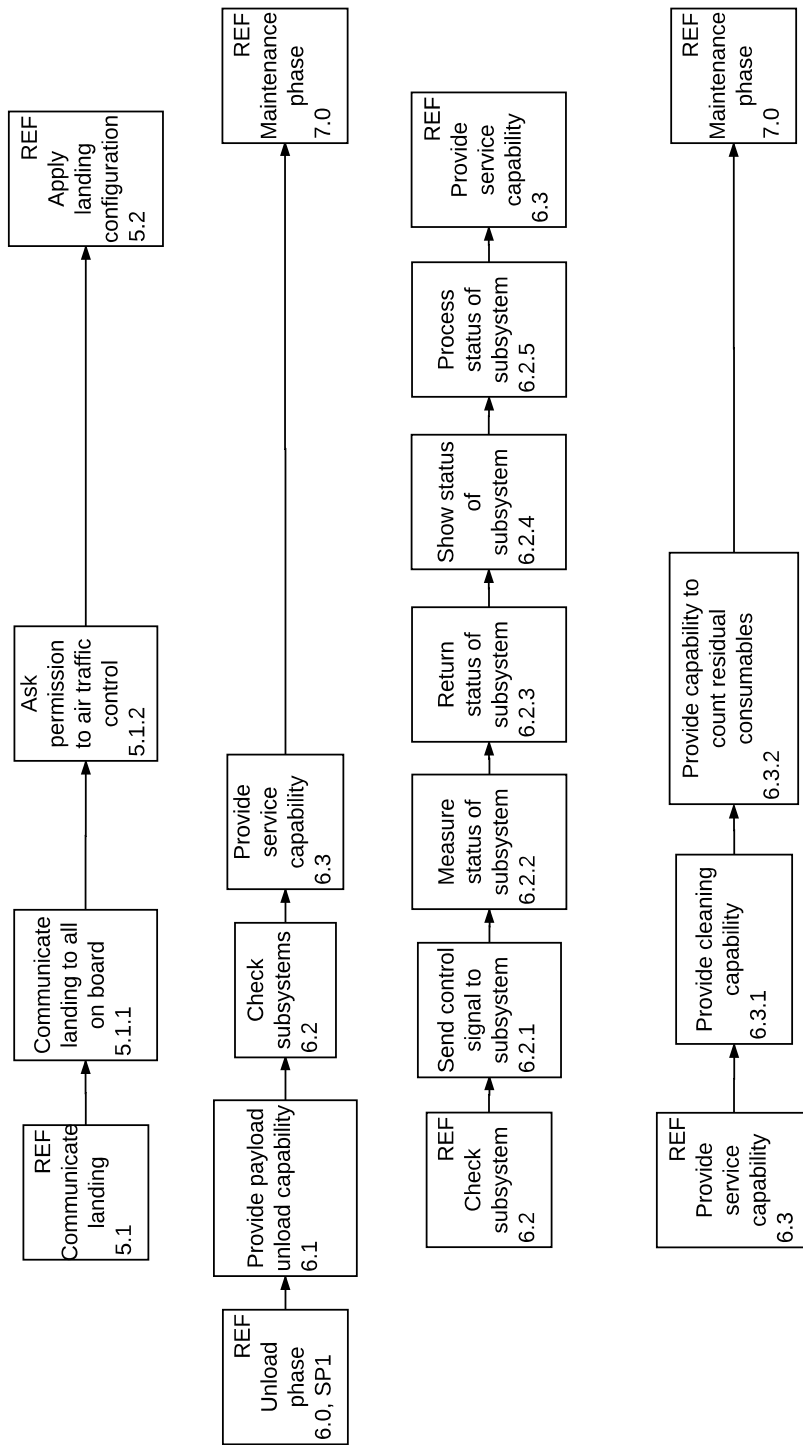 REF
Communicate
landing
5.1
Communicate
landing to all
on board
5.1.1
Ask
permission
to air traffic
control
5.1.2
REF
Apply
landing
configuration
5.2
REF
Unload
phase
6.0, SP1
Provide payload
unload capability
6.1
Check
subsystems
6.2
Provide
service
capability
6.3
REF
Maintenance
phase
7.0
REF
Check
subsystem
6.2
Send control
signal to
subsystem
6.2.1
Measure
status of
subsystem
6.2.2
Return
status of
subsystem
6.2.3
Show status
of
subsystem
6.2.4
Process
status of
subsystem
6.2.5
REF
Provide
service
capability
6.3
REF
Provide
service
capability
6.3
Provide cleaning
capability
6.3.1
Provide capability to
count residual
consumables
6.3.2
REF
Maintenance
phase
7.0